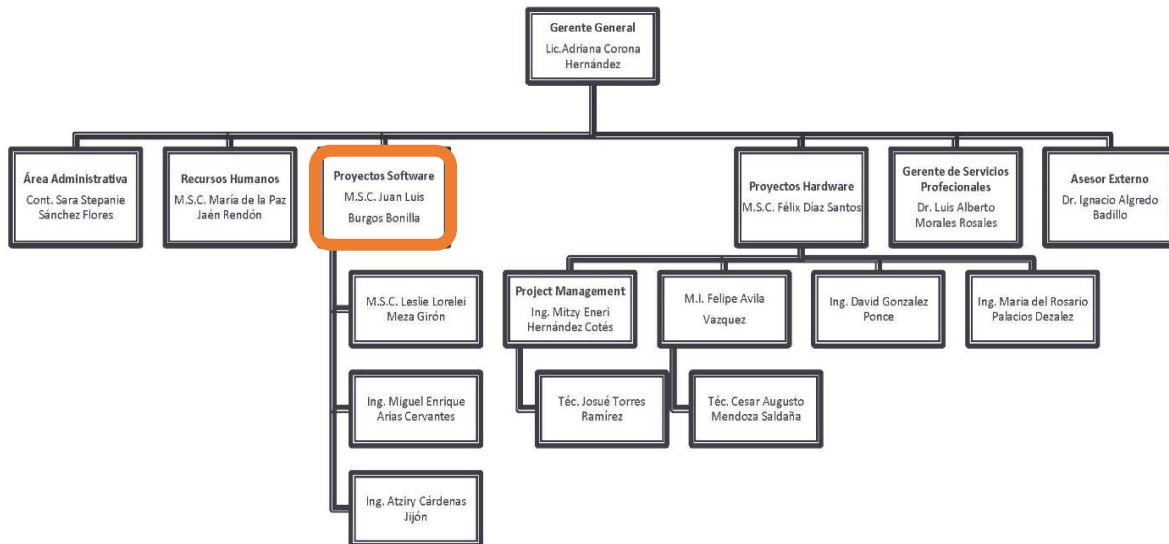 Gerente General
Lic.Adriana Corona
Hernández
Área Administrativa
Cont. Sara Stepanie
Sánchez Flores
Recursos Humanos
M.S.C. María de la Paz
Jaén Rendón
Proyectos Software
M.S.C. Juan Luis
Burgos Bonilla
Proyectos Hardware
M.S.C. Félix Díaz Santos
Gerente de Servicios
Profecionales
Dr. Luis Alberto
Morales Rosales
Asesor Externo
Dr. Ignacio Algredo
Badillo
M.S.C. Leslie Lorelei
Meza Girón
Project Management
Ing. Mitzy Eneri
Hernández Cotés
M.I. Felipe Avila
Vazquez
Ing. David Gonzalez
Ponce
Ing. Maria del Rosario
Palacios Dezalez
Ing. Miguel Enrique
Arias Cervantes
Téc. Josué Torres
Ramírez
Téc. Cesar Augusto
Mendoza Saldaña
Ing. Atziry Cárdenas
Jijón